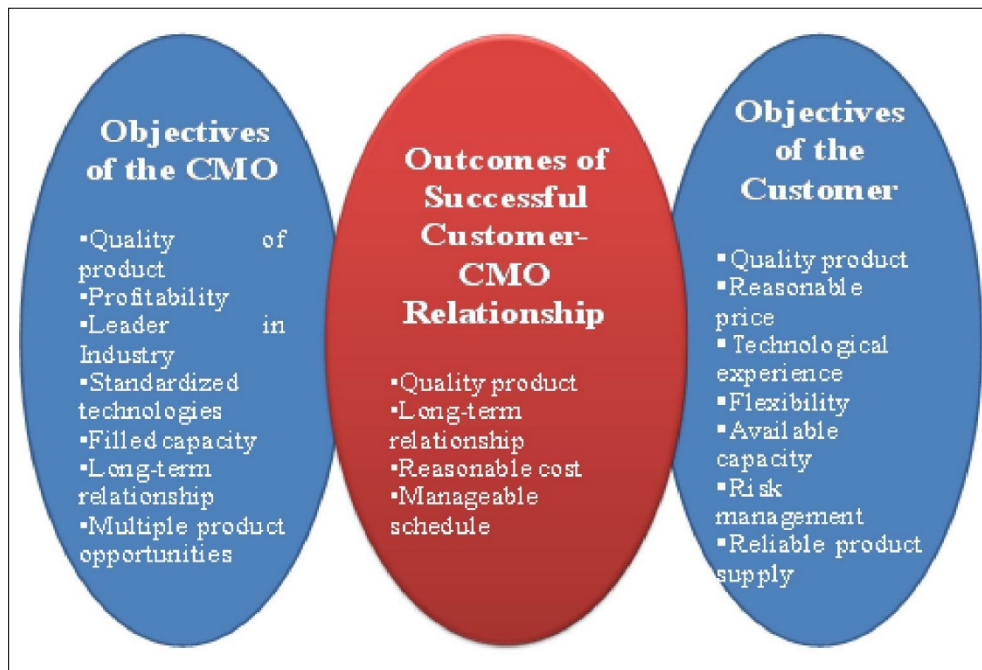 Objectives
of the CMO
▪Quality of
product
▪Profitability
▪Leader in
Industry
▪Standardized
technologies
▪Filled capacity
▪Long-term
relationship
▪Multiple product
opportunities
Outcomes of
Successful
Customer-
CMO
Relationship
▪Quality product
▪Long-term
relationship
▪Reasonable cost
▪Manageable
schedule
Objectives
of the
Customer
▪Quality product
▪Reasonable
price
▪Technological
experience
▪Flexibility
▪Available
capacity
▪Risk
management
▪Reliable product
supply